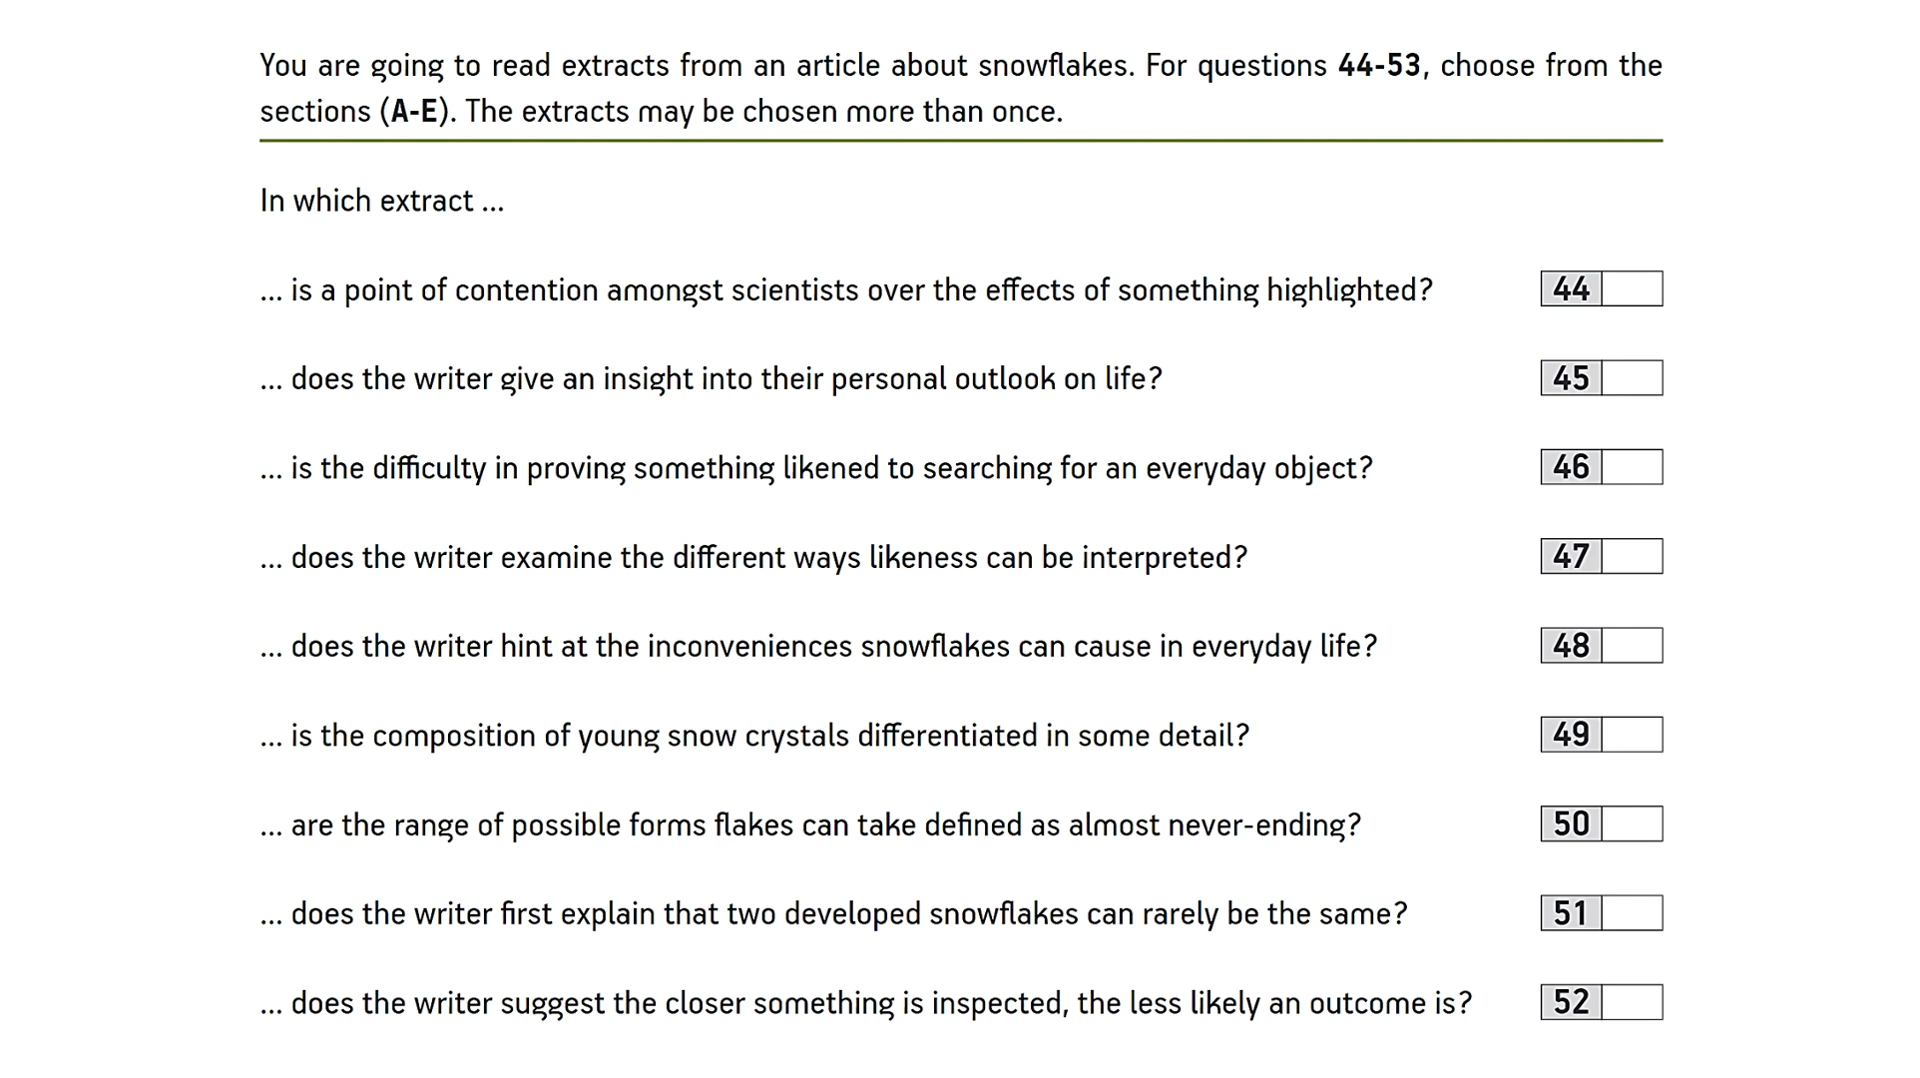 You are going to read extracts from an article about snowflakes. For questions 44-53, choose from the
sections (A-E). The extracts may be chosen more than once.
In which extract ...
... is a point of contention amongst scientists over the effects of something highlighted? 44
... does the writer give an insight into their personal outlook on life? 45
... is the difficulty in proving something likened to searching for an everyday object? 46
... does the writer examine the different ways likeness can be interpreted? 47
... does the writer hint at the inconveniences snowflakes can cause in everyday life? 48
... is the composition of young snow crystals differentiated in some detail? 49
... are the range of possible forms flakes can take defined as almost never-ending? 50
... does the writer first explain that two developed snowflakes can rarely be the same? 51
... does the writer suggest the closer something is inspected, the less likely an outcome is? 52